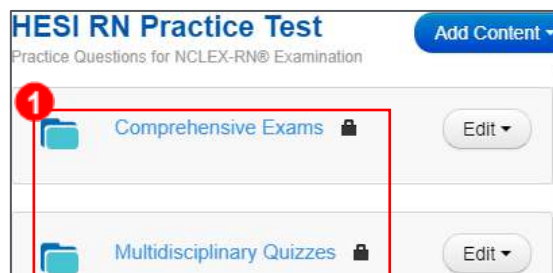 HESI RN Practice Test
Add Content
Practice Questions for NCLEX-RN® Examination
1
Comprehensive Exams
Edit
Multidisciplinary Quizzes
Edit